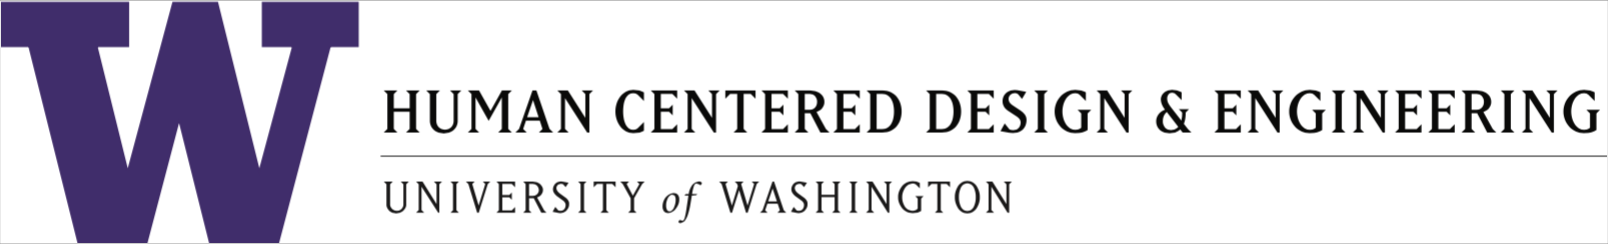 W
HUMAN CENTERED DESIGN & ENGINEERING
UNIVERSITY of WASHINGTON